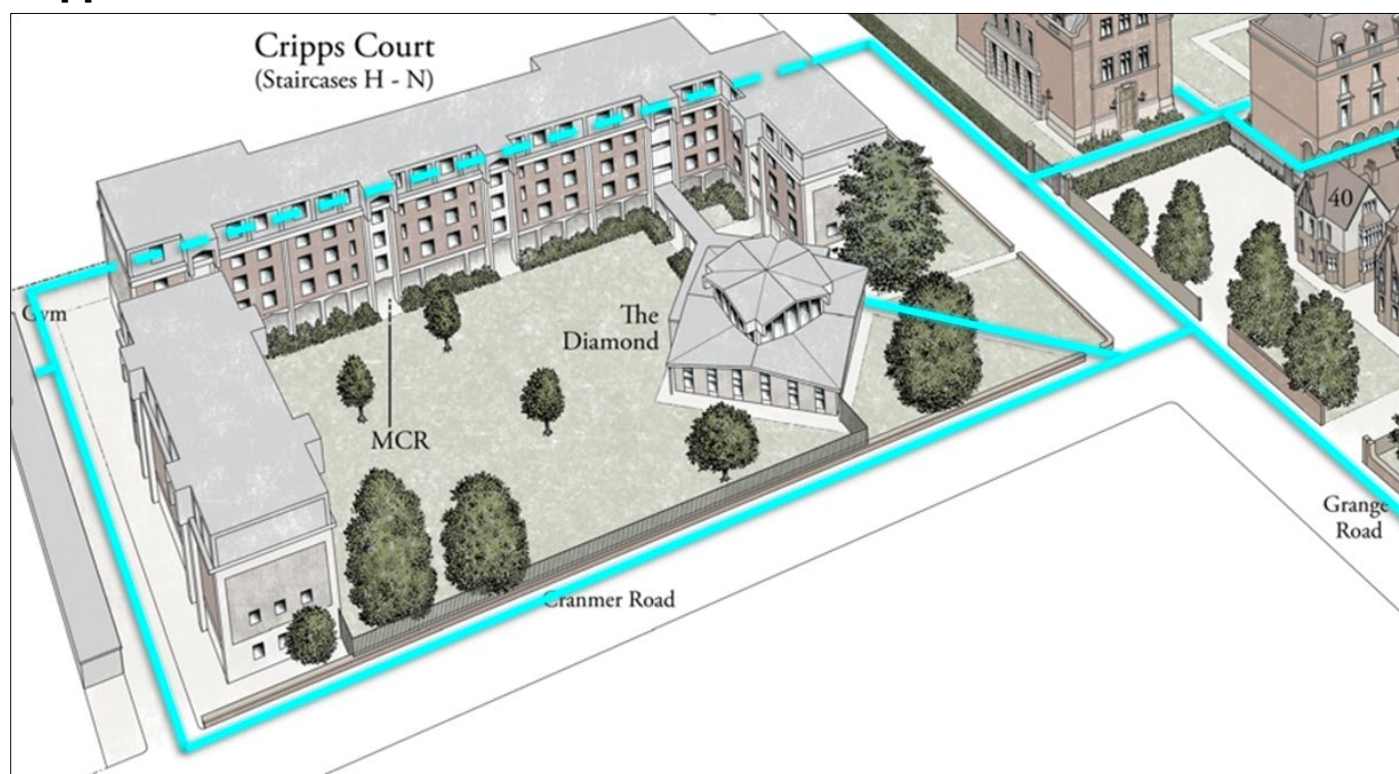 Cripps Court
(Staircases H - N)
40
Gym
The
Diamond
MCR
Grange
Road
Cranmer Road